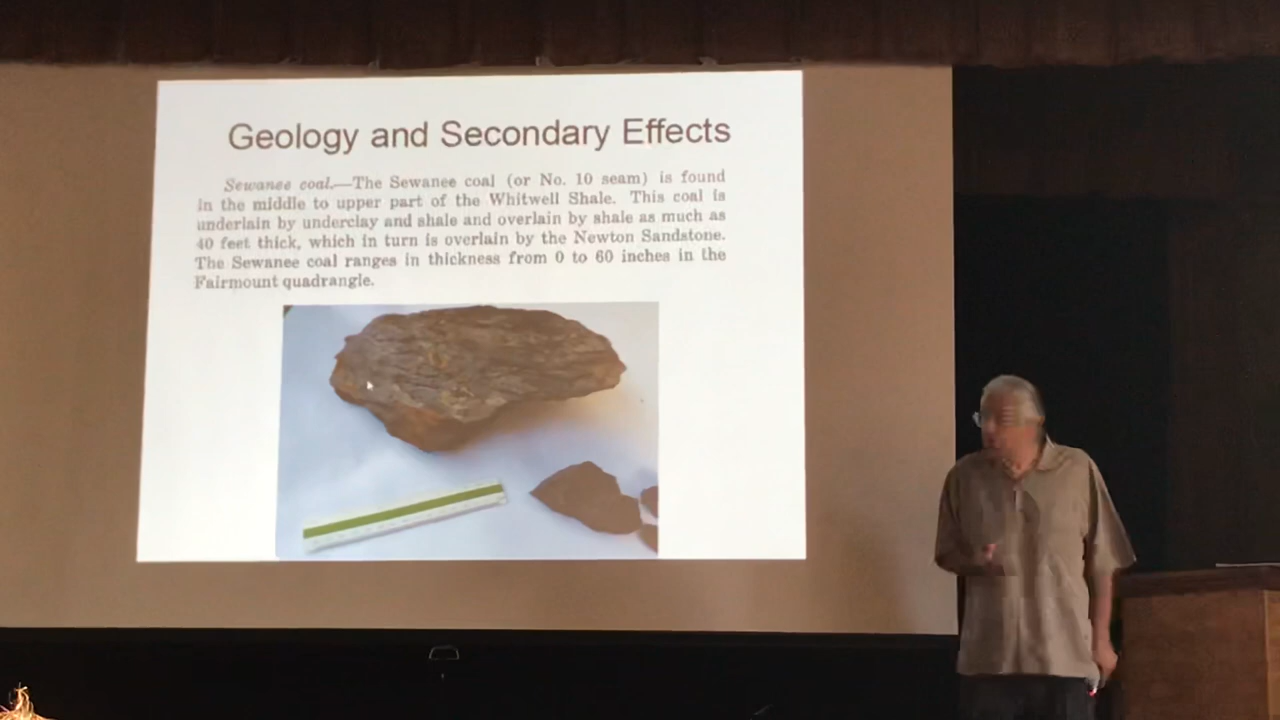 Geology and Secondary Effects
Sewanee coal.—The Sewanee coal (or No. 10 seam) is found
in the middle to upper part of the Whitwell Shale. This coal is
underlain by underclay and shale and overlain by shale as much as
40 feet thick, which in turn is overlain by the Newton Sandstone.
The Sewanee coal ranges in thickness from 0 to 60 inches in the
Fairmount quadrangle.